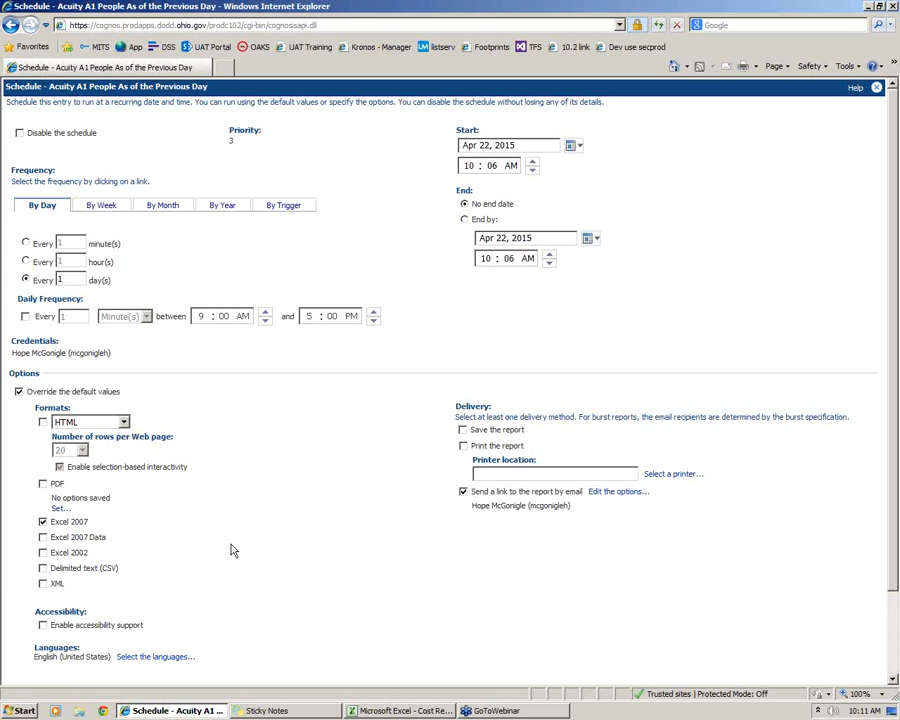 Schedule - Acuity A1 People As of the Previous Day - Windows Internet Explorer
https://cognos.prodapps.dodd.ohio.gov/prodc102/cgi-bin/cognosisapi.dll
Google
Favorites MITS App DSS UAT Portal OAKS UAT Training Kronos - Manager listserv Footprints TFS 10.2 link Dev use secprod
Schedule - Acuity A1 People As of the Previous Day
Page Safety Tools
Schedule - Acuity A1 People As of the Previous Day Help
Schedule this entry to run at a recurring date and time. You can run using the default values or specify the options. You can disable the schedule without losing any of its details.
Disable the schedule
Priority:
3
Start:
Apr 22, 2015
10 : 06 AM
Frequency:
Select the frequency by clicking on a link.
By Day By Week By Month By Year By Trigger
End:
No end date
End by:
Apr 22, 2015
10 : 06 AM
Every 1 minute(s)
Every 1 hour(s)
Every 1 day(s)
Daily Frequency:
Every 1 Minute(s) between 9 : 00 AM and 5 : 00 PM
Credentials:
Hope McGonigle (mcgonigleh)
Options
Override the default values
Formats:
HTML
Number of rows per Web page:
20
Enable selection-based interactivity
PDF
No options saved
Set...
Excel 2007
Excel 2007 Data
Excel 2002
Delimited text (CSV)
XML
Delivery:
Select at least one delivery method. For burst reports, the email recipients are determined by the burst specification.
Save the report
Print the report
Printer location:
Select a printer...
Send a link to the report by email Edit the options...
Hope McGonigle (mcgonigleh)
Accessibility:
Enable accessibility support
Languages:
English (United States) Select the languages...
Trusted sites | Protected Mode: Off 100%
Start Schedule - Acuity A1 ... Sticky Notes Microsoft Excel - Cost Re... GoToWebinar 10:11 AM